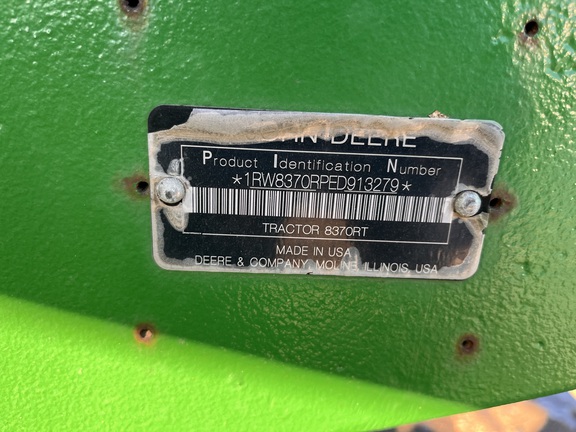 DEERE
Product Identification Number
*1RW8370RPED913279*
TRACTOR 8370RT
MADE IN USA
DEERE & COMPANY MOLINE ILLINOIS USA